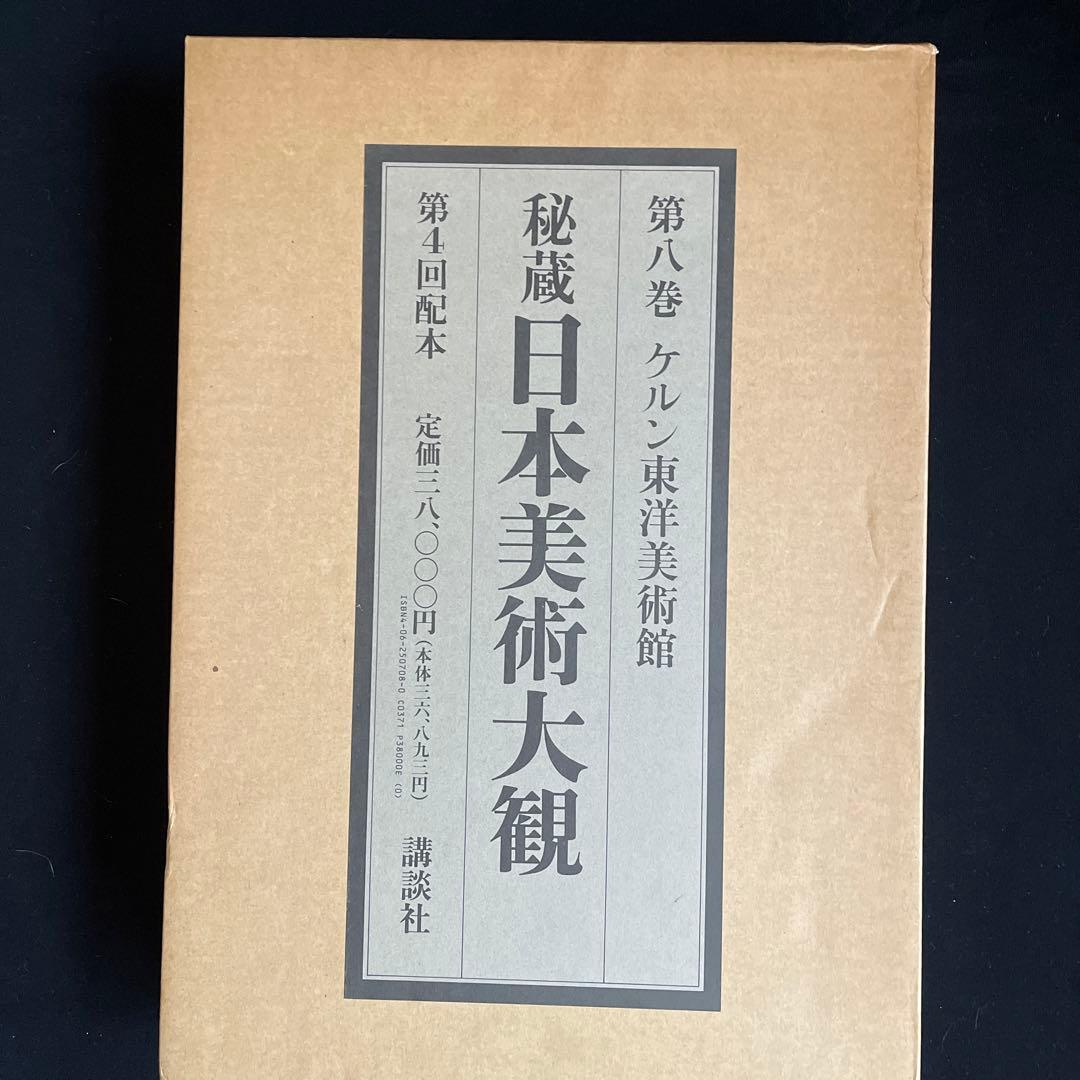 第八巻 ケルン東洋美術館
秘蔵日本美術大観
第4回配本 定価三八、〇〇〇円(本体三六、八九三円) 講談社
ISBN4-06-250708-0 C0371 P38000E (0)